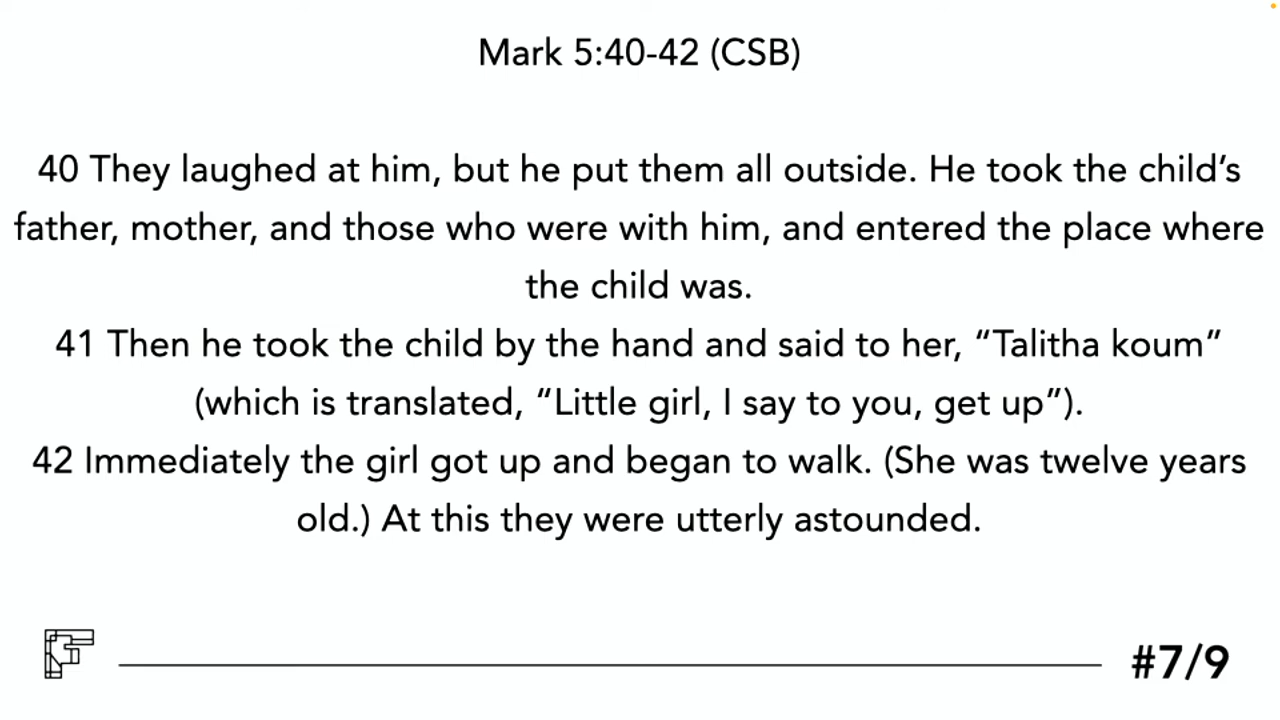 Mark 5:40-42 (CSB)
40 They laughed at him, but he put them all outside. He took the child’s
father, mother, and those who were with him, and entered the place where
the child was.
41 Then he took the child by the hand and said to her, “Talitha koum”
(which is translated, “Little girl, I say to you, get up”).
42 Immediately the girl got up and began to walk. (She was twelve years
old.) At this they were utterly astounded.
#7/9